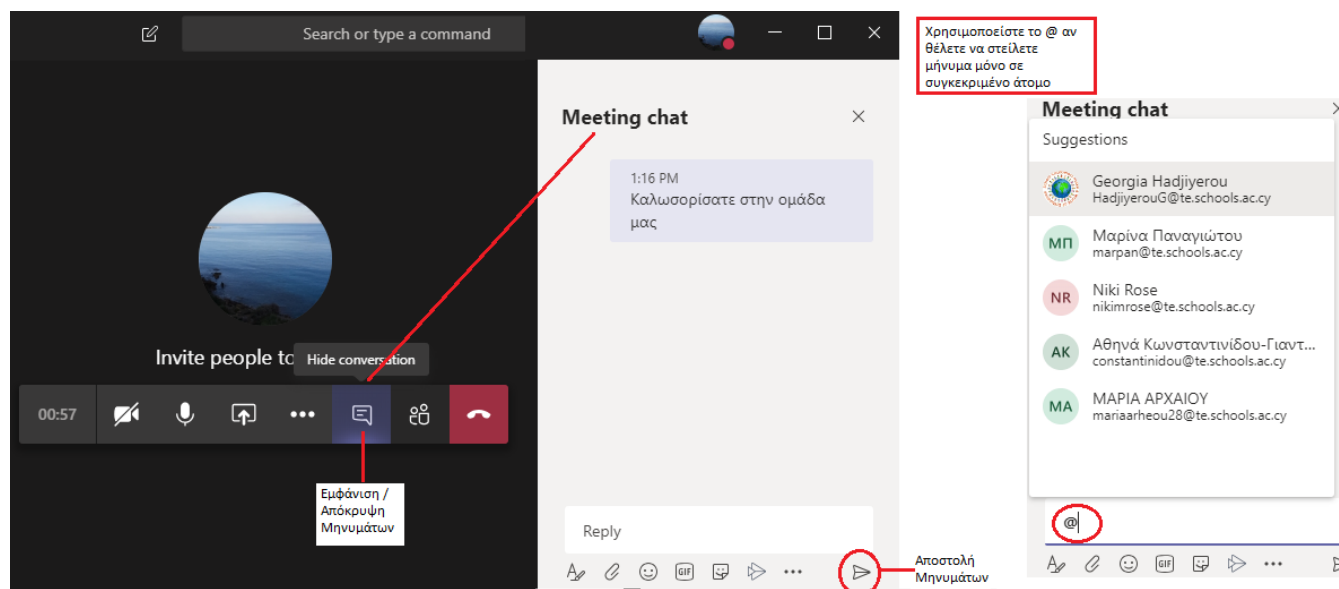 Search or type a command
Meeting chat
1:16 PM
Καλωσορίσατε στην ομάδα
μας
Invite people to
Hide conversation
00:57
Εμφάνιση /
Απόκρυψη
Μηνυμάτων
Reply
GIF
Αποστολή
Μηνυμάτων
Χρησιμοποείστε το @ αν
θέλετε να στείλετε
μήνυμα μόνο σε
συγκεκριμένο άτομο
Meeting chat
Suggestions
Georgia Hadjiyerou
HadjiyerouG@te.schools.ac.cy
ΜΠ
Μαρίνα Παναγιώτου
marpan@te.schools.ac.cy
NR
Niki Rose
nikimrose@te.schools.ac.cy
ΑΚ
Αθηνά Κωνσταντινίδου-Γιαντ...
constantinidou@te.schools.ac.cy
ΜΑ
ΜΑΡΙΑ ΑΡΧΑΙΟΥ
mariaarheou28@te.schools.ac.cy
@
GIF